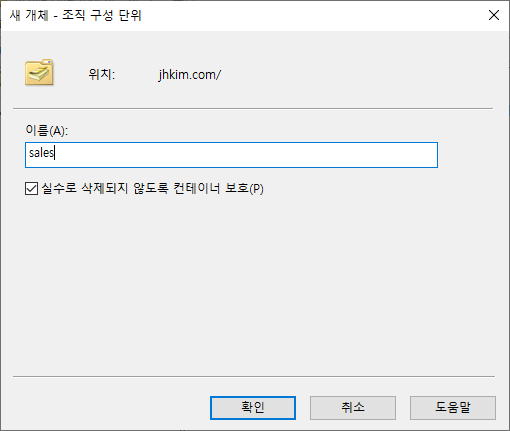 새 개체 - 조직 구성 단위
위치: jhkim.com/
이름(A):
sales
실수로 삭제되지 않도록 컨테이너 보호(P)
확인 취소 도움말